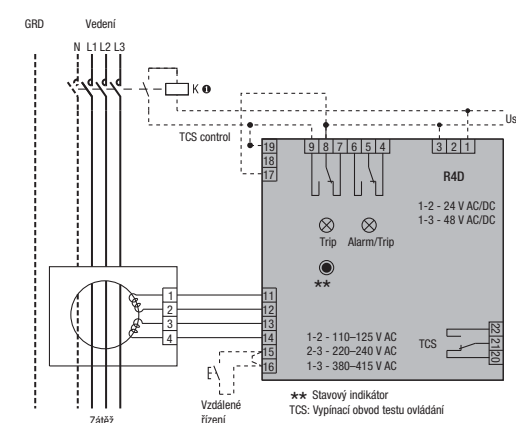 GRD
Vedení
N L1 L2 L3
K ❶
Us
TCS control
19
18
17
9 8 7 6 5 4
3 2 1
R4D
1-2 - 24 V AC/DC
1-3 - 48 V AC/DC
Trip
Alarm/Trip
**
1
2
3
4
11
12
13
14
15
16
1-2 - 110–125 V AC
2-3 - 220–240 V AC
1-3 - 380–415 V AC
TCS
22
21
20
E
Zátěž
Vzdálené
řízení
** Stavový indikátor
TCS: Vypínací obvod testu ovládání